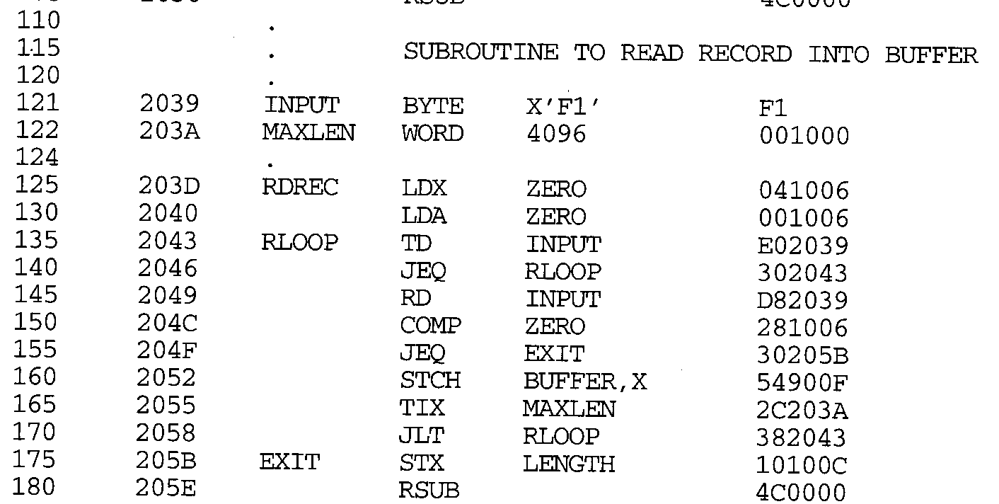 RSUB 4C0000
110 .
115 . SUBROUTINE TO READ RECORD INTO BUFFER
120 .
121 2039 INPUT BYTE X'F1' F1
122 203A MAXLEN WORD 4096 001000
124 .
125 203D RDREC LDX ZERO 041006
130 2040 LDA ZERO 001006
135 2043 RLOOP TD INPUT E02039
140 2046 JEQ RLOOP 302043
145 2049 RD INPUT D82039
150 204C COMP ZERO 281006
155 204F JEQ EXIT 30205B
160 2052 STCH BUFFER,X 54900F
165 2055 TIX MAXLEN 2C203A
170 2058 JLT RLOOP 382043
175 205B EXIT STX LENGTH 10100C
180 205E RSUB 4C0000